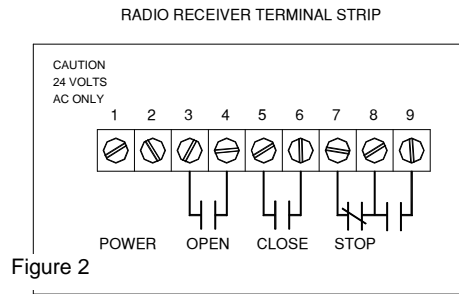 RADIO RECEIVER TERMINAL STRIP
CAUTION
24 VOLTS
AC ONLY
1 2 3 4 5 6 7 8 9
POWER OPEN CLOSE STOP
Figure 2